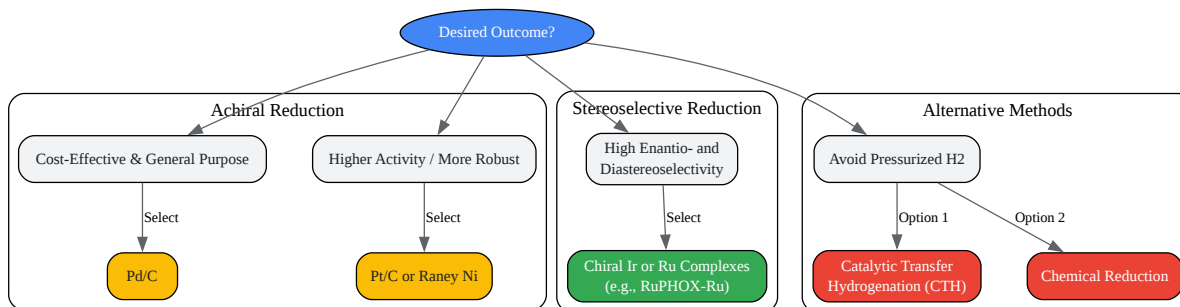 Desired Outcome?
Achiral Reduction
Stereoselective Reduction
Alternative Methods
Cost-Effective & General Purpose
Higher Activity / More Robust
High Enantio- and
Diastereoselectivity
Avoid Pressurized H2
Select
Select
Select
Option 1
Option 2
Pd/C
Pt/C or Raney Ni
Chiral Ir or Ru Complexes
(e.g., RuPHOX-Ru)
Catalytic Transfer
Hydrogenation (CTH)
Chemical Reduction